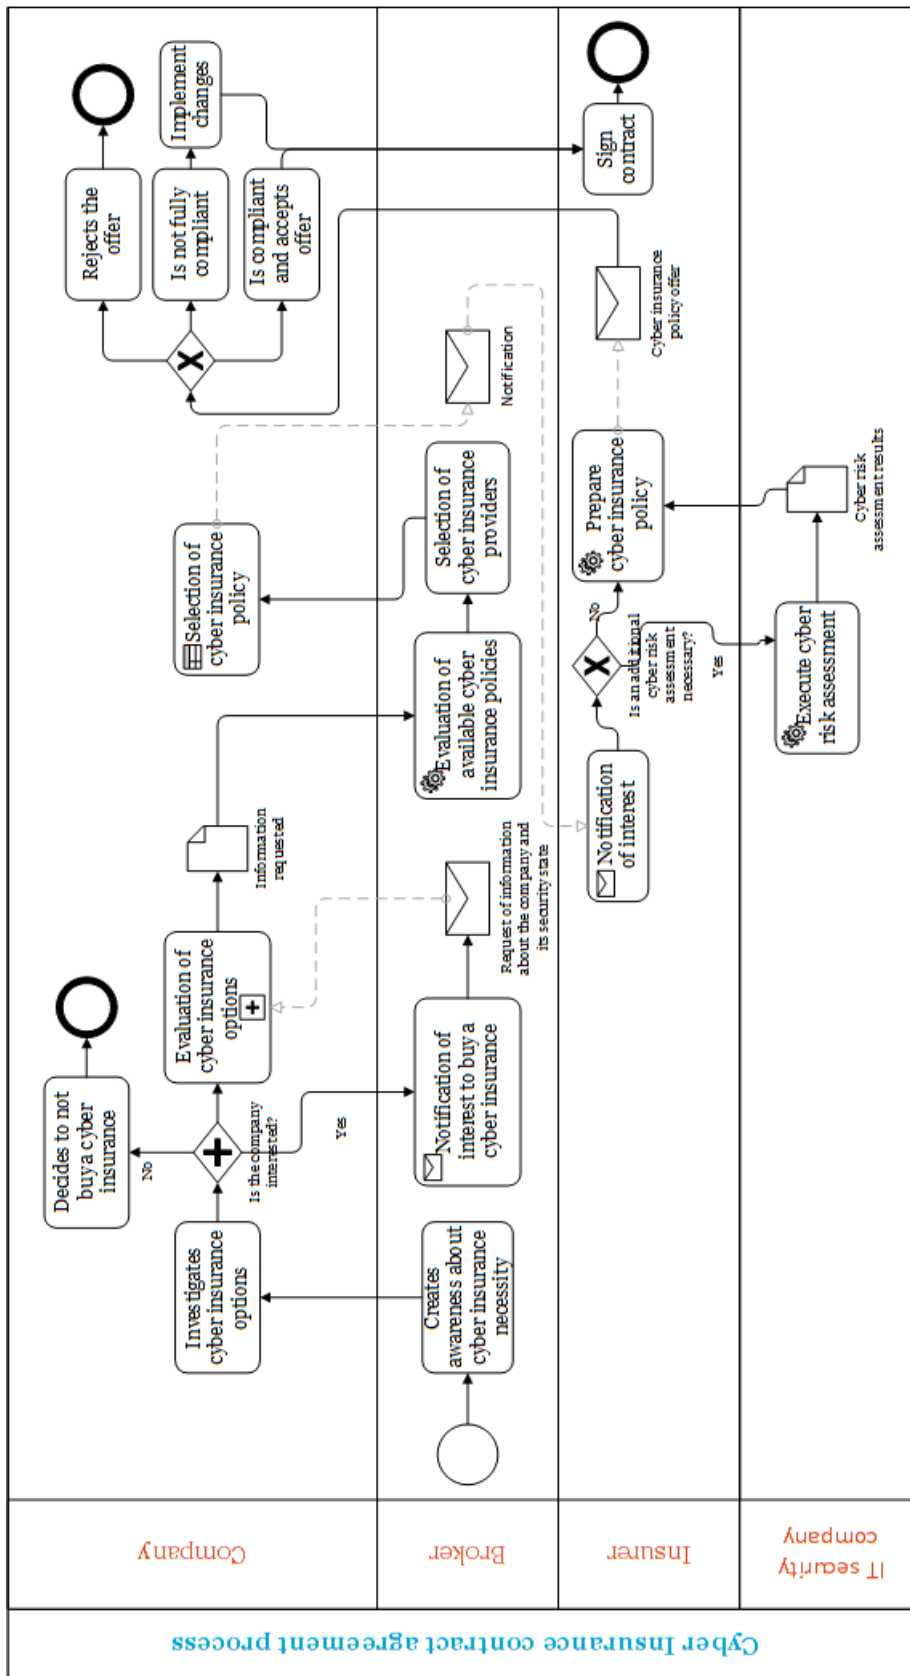 Cyber Insurance contract agreement process
Company
Broker
Insurer
IT security
company
Creates
awareness about
cyber insurance
necessity
Investigates
cyber insurance
options
Is the company
interested?
No
Decides to not
buy a cyber
insurance
Yes
Notification of
interest to buy a
cyber insurance
Request of information
about the company and
its security state
Evaluation of
cyber insurance
options
Information
requested
Evaluation of
available cyber
insurance policies
Selection of
cyber insurance
providers
Selection of
cyber insurance
policy
Notification
Notification
of interest
Is an additional
cyber risk
assessment
necessary?
No
Yes
Execute cyber
risk assessment
Cyber risk
assessment results
Prepare
cyber insurance
policy
Cyber insurance
policy offer
Rejects the
offer
Is not fully
compliant
Implement
changes
Is compliant
and accepts
offer
Sign
contract